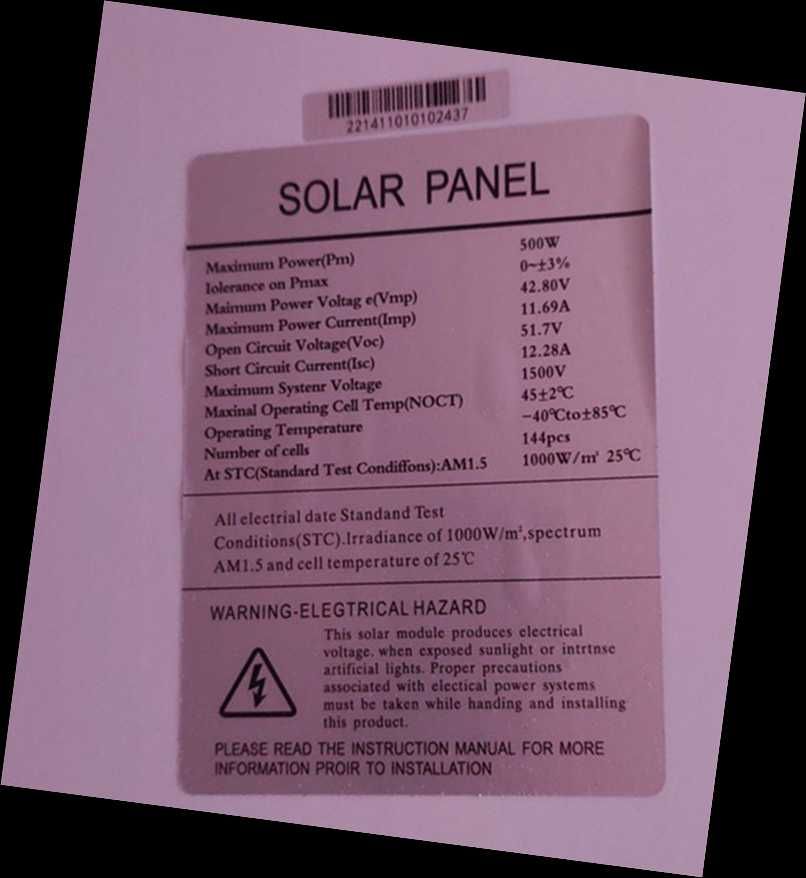 221411010102437
SOLAR PANEL
Maximum Power(Pm) 500W
Iolerance on Pmax 0~±3%
Maimum Power Voltag e(Vmp) 42.80V
Maximum Power Current(Imp) 11.69A
Open Circuit Voltage(Voc) 51.7V
Short Circuit Current(Isc) 12.28A
Maximum Systenr Voltage 1500V
Maxinal Operating Cell Temp(NOCT) 45±2℃
Operating Temperature −40℃to±85℃
Number of cells 144pcs
At STC(Standard Test Condiffons):AM1.5 1000W/m² 25℃
All electrial date Standand Test
Conditions(STC).Irradiance of 1000W/m²,spectrum
AM1.5 and cell temperature of 25℃
WARNING-ELEGTRICAL HAZARD
This solar module produces electrical
voltage. when exposed sunlight or intrtnse
artificial lights. Proper precautions
associated with electical power systems
must be taken while handing and installing
this product.
PLEASE READ THE INSTRUCTION MANUAL FOR MORE
INFORMATION PROIR TO INSTALLATION